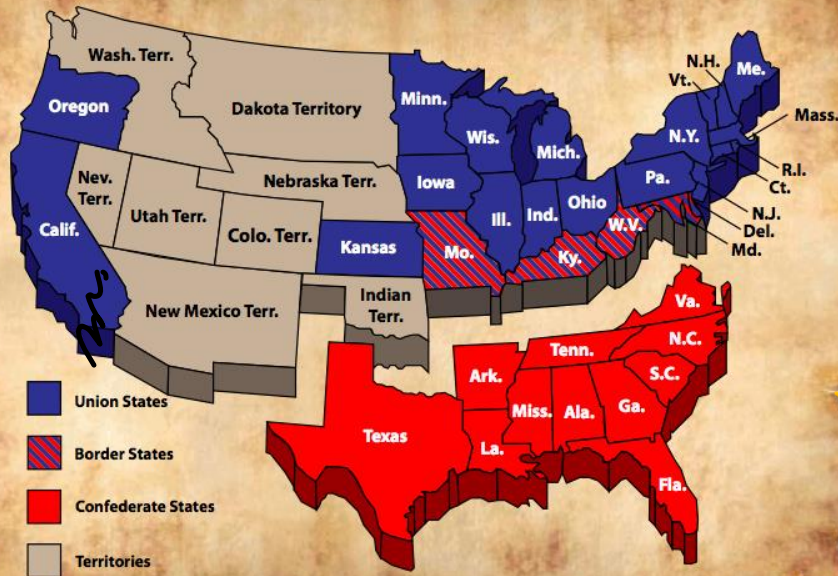 Wash. Terr.
Oregon
Dakota Territory
Minn.
Wis.
Mich.
N.H.
Vt.
Me.
Mass.
N.Y.
R.I.
Ct.
Pa.
N.J.
Del.
Md.
Nev.
Terr.
Utah Terr.
Nebraska Terr.
Colo. Terr.
Iowa
Ill.
Ind.
Ohio
W.V.
Calif.
Kansas
Mo.
Ky.
New Mexico Terr.
Indian
Terr.
Va.
N.C.
Tenn.
S.C.
Ark.
Miss.
Ala.
Ga.
Texas
La.
Fla.
Union States
Border States
Confederate States
Territories